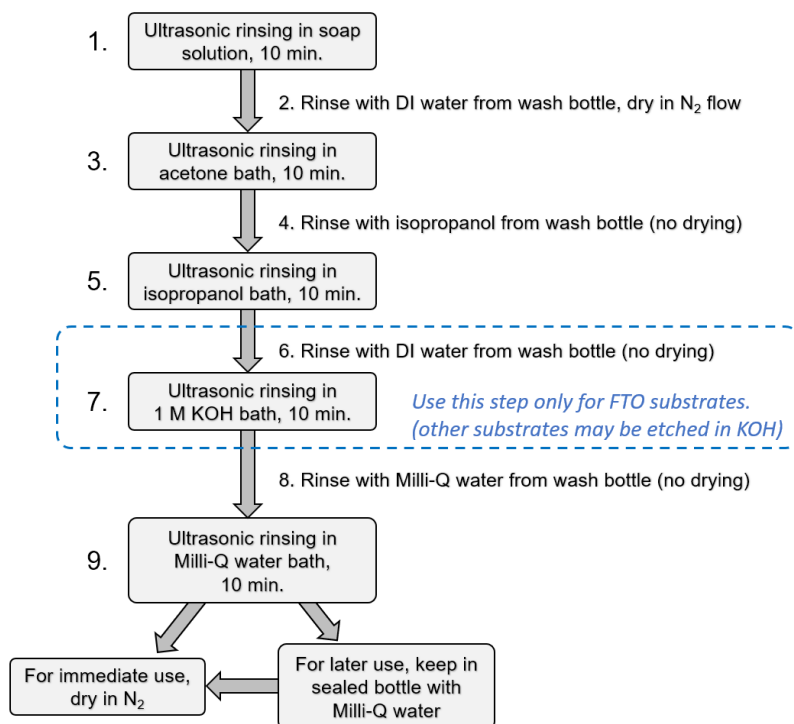 1.
Ultrasonic rinsing in soap
solution, 10 min.
2. Rinse with DI water from wash bottle, dry in N₂ flow
3.
Ultrasonic rinsing in
acetone bath, 10 min.
4. Rinse with isopropanol from wash bottle (no drying)
5.
Ultrasonic rinsing in
isopropanol bath, 10 min.
6. Rinse with DI water from wash bottle (no drying)
7.
Ultrasonic rinsing in
1 M KOH bath, 10 min.
Use this step only for FTO substrates.
(other substrates may be etched in KOH)
8. Rinse with Milli-Q water from wash bottle (no drying)
9.
Ultrasonic rinsing in
Milli-Q water bath,
10 min.
For immediate use,
dry in N₂
For later use, keep in
sealed bottle with
Milli-Q water